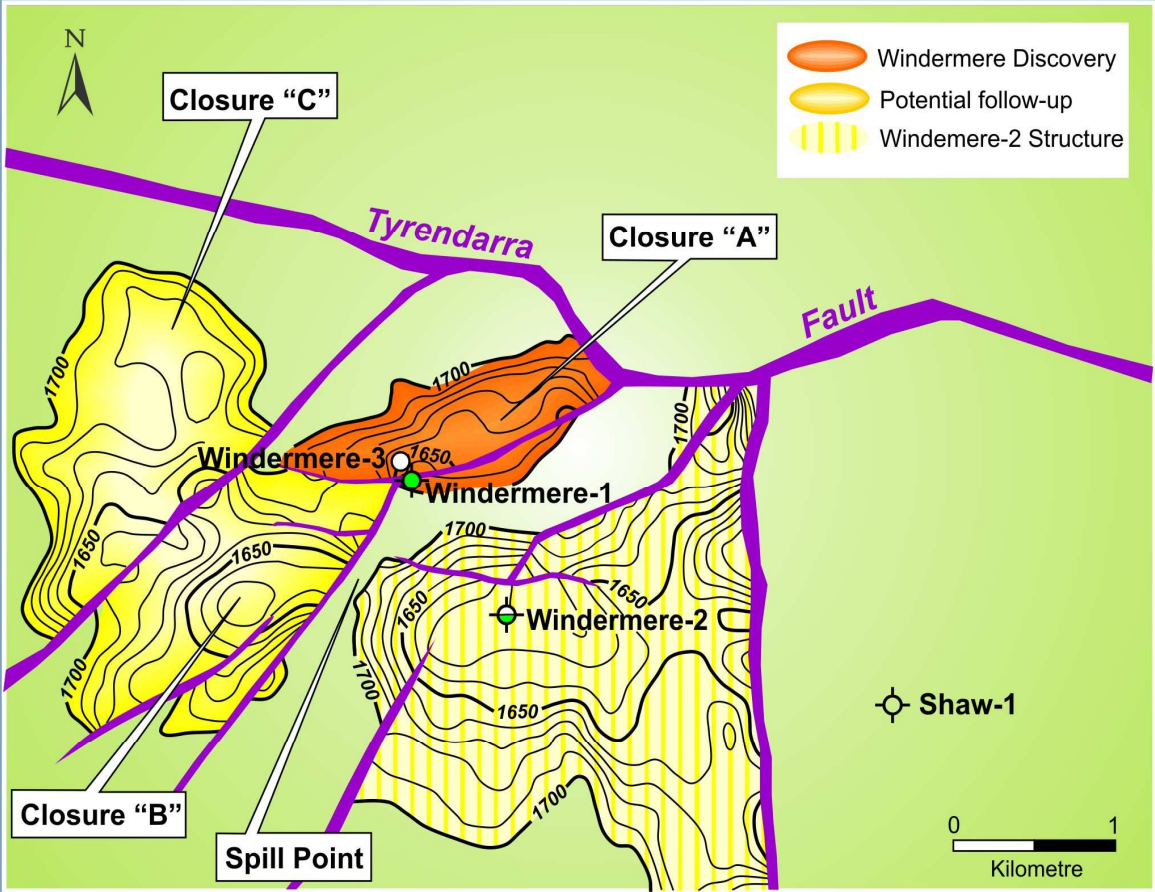 N
Closure “C”
Windermere Discovery
Potential follow-up
Windemere-2 Structure
Tyrendarra
Closure “A”
Fault
1700
1700
1700
Windermere-3
1650
Windermere-1
1700
1650
1650
1650
1650
Windermere-2
1700
1700
1650
Shaw-1
1700
Closure “B”
Spill Point
0
1
Kilometre